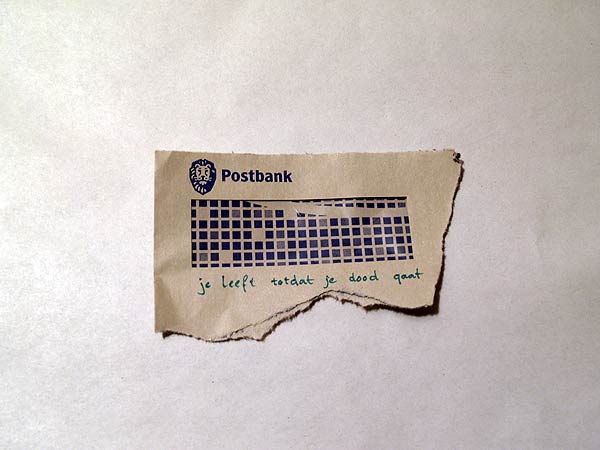 Postbank
je leeft totdat je dood gaat